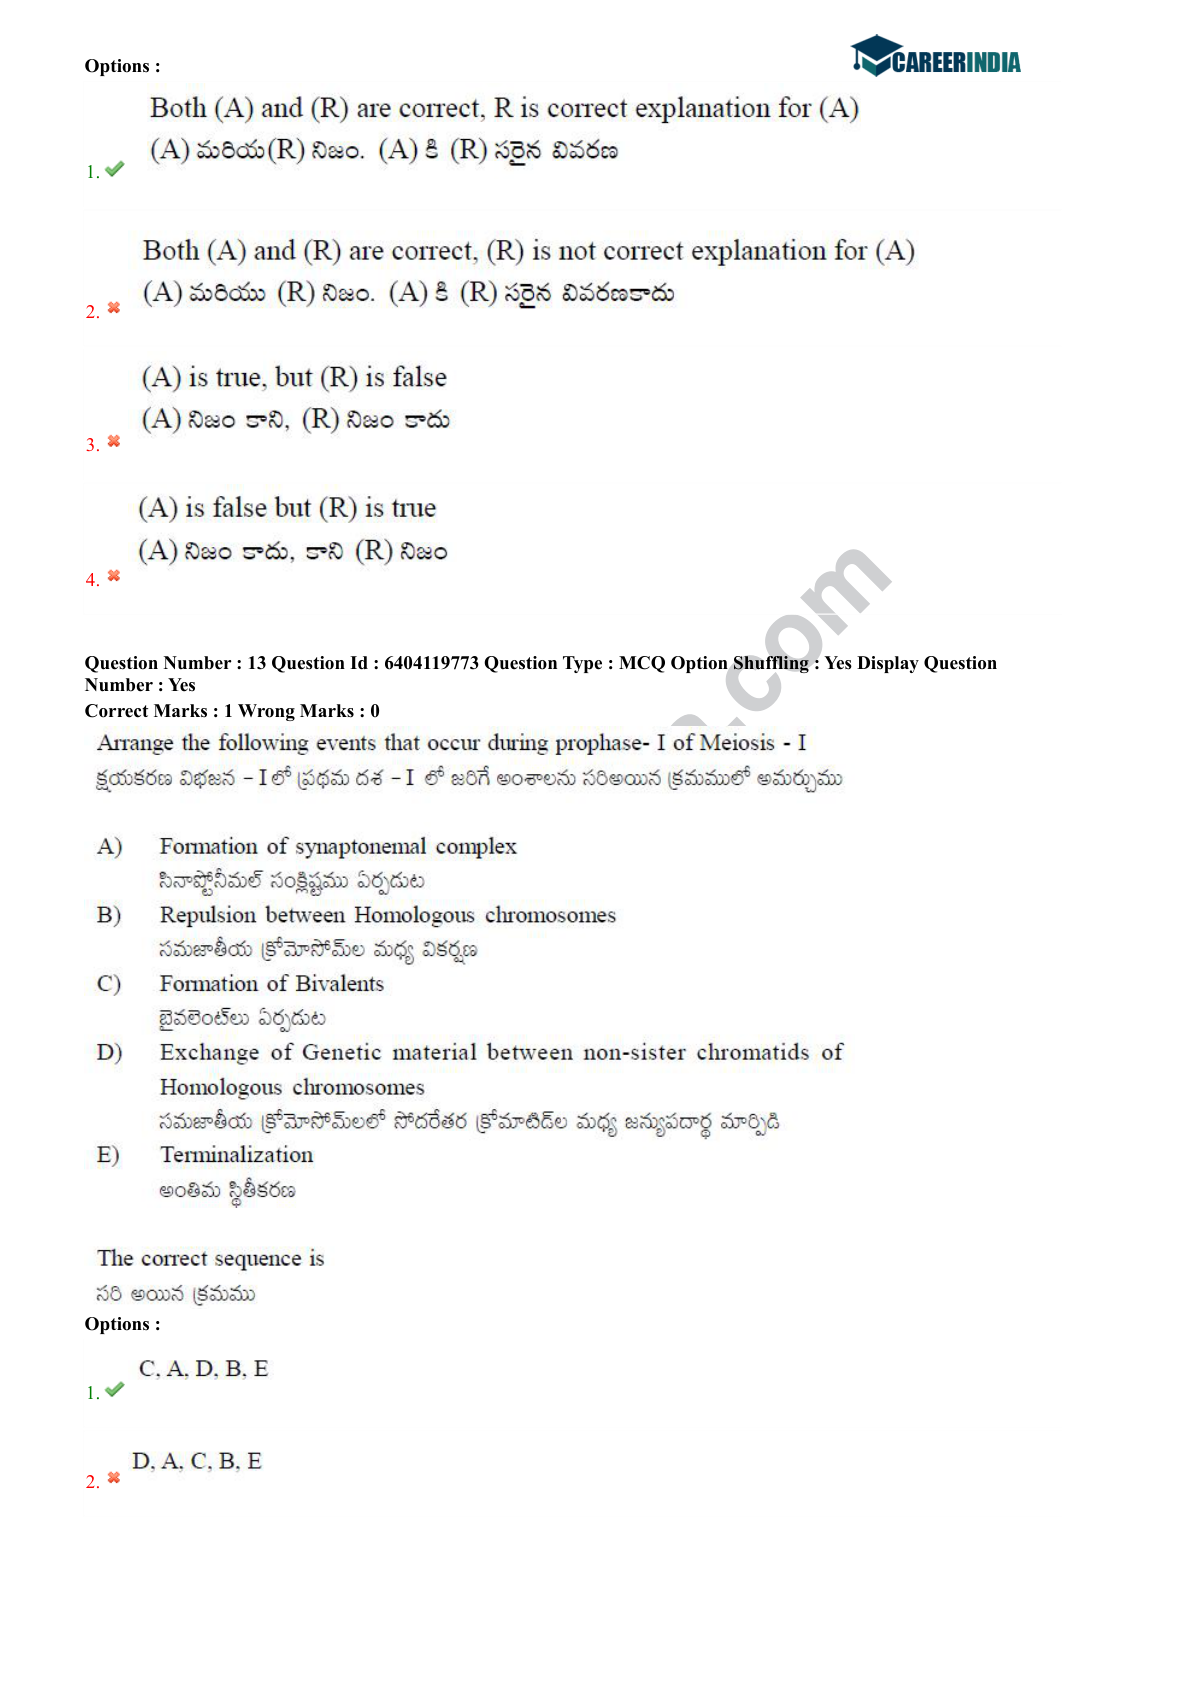 CAREERINDIA
Options :
Both (A) and (R) are correct, R is correct explanation for (A)
(A) మరియ(R) నిజం. (A) కి (R) సరైన వివరణ
1.
Both (A) and (R) are correct, (R) is not correct explanation for (A)
(A) మరియు (R) నిజం. (A) కి (R) సరైన వివరణకాదు
2.
(A) is true, but (R) is false
(A) నిజం కాని, (R) నిజం కాదు
3.
(A) is false but (R) is true
(A) నిజం కాదు, కాని (R) నిజం
4.
Question Number : 13 Question Id : 6404119773 Question Type : MCQ Option Shuffling : Yes Display Question
Number : Yes
Correct Marks : 1 Wrong Marks : 0
Arrange the following events that occur during prophase- I of Meiosis - I
క్షయకరణ విభజన – I లో ప్రథమ దశ – I లో జరిగే అంశాలను సరిఅయిన క్రమములో అమర్చుము
A) Formation of synaptonemal complex
సినాప్టోనీమల్ సంక్లిష్టము ఏర్పడుట
B) Repulsion between Homologous chromosomes
సమజాతీయ క్రోమోసోమ్‌ల మధ్య వికర్షణ
C) Formation of Bivalents
బైవలెంట్‌లు ఏర్పడుట
D) Exchange of Genetic material between non-sister chromatids of
Homologous chromosomes
సమజాతీయ క్రోమోసోమ్‌లలో సోదరేతర క్రోమాటిడ్‌ల మధ్య జన్యుపదార్థ మార్పిడి
E) Terminalization
అంతిమ స్థితీకరణ
The correct sequence is
సరి అయిన క్రమము
Options :
C, A, D, B, E
1.
D, A, C, B, E
2.
.com